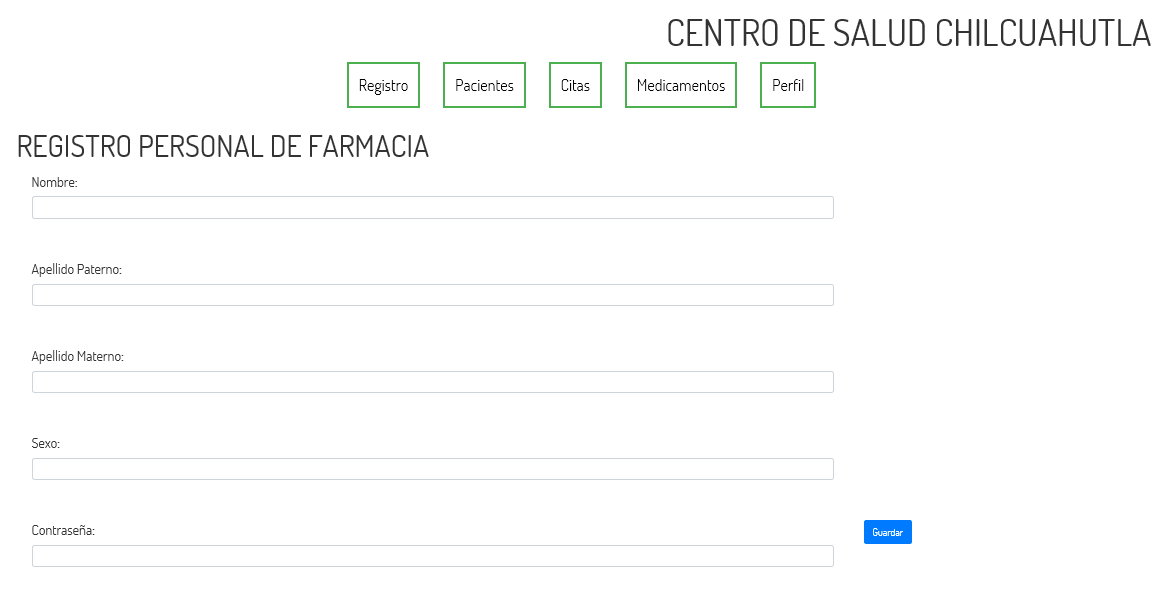 CENTRO DE SALUD CHILCUAHUTLA
Registro Pacientes Citas Medicamentos Perfil
REGISTRO PERSONAL DE FARMACIA
Nombre:
Apellido Paterno:
Apellido Materno:
Sexo:
Contraseña:
Guardar